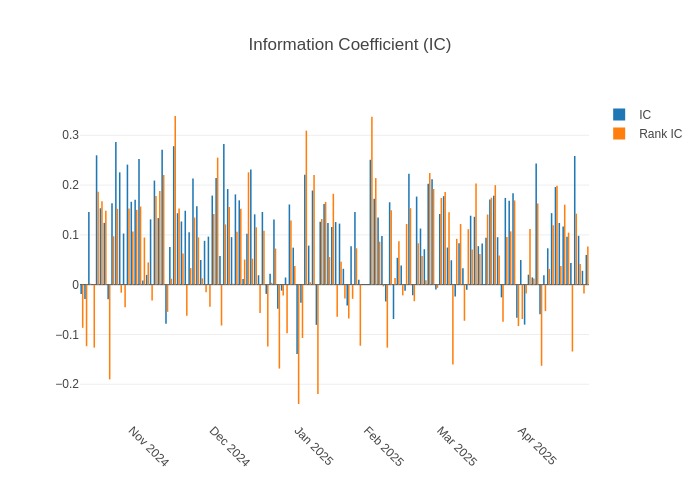 Information Coefficient (IC)
IC
Rank IC
0.3
0.2
0.1
0
−0.1
−0.2
Nov 2024
Dec 2024
Jan 2025
Feb 2025
Mar 2025
Apr 2025